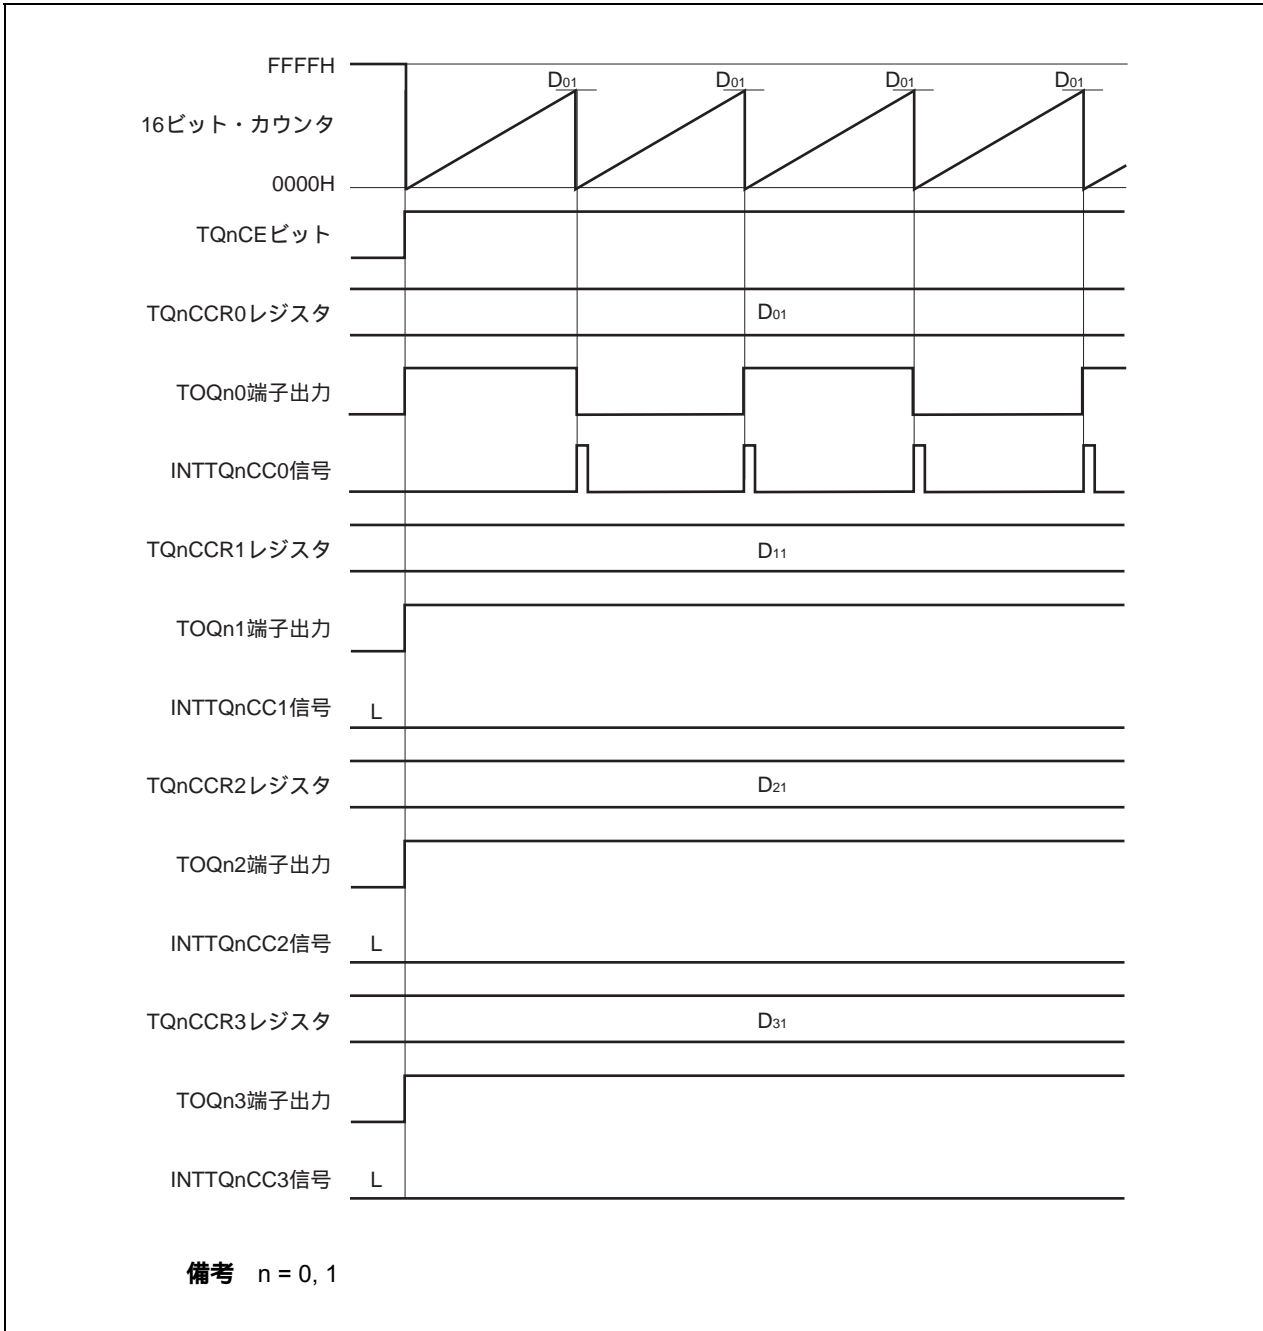 FFFFH
D01 D01 D01 D01
16ビット・カウンタ
0000H
TQnCEビット
TQnCCR0レジスタ D01
TOQn0端子出力
INTTQnCC0信号
TQnCCR1レジスタ D11
TOQn1端子出力
INTTQnCC1信号 L
TQnCCR2レジスタ D21
TOQn2端子出力
INTTQnCC2信号 L
TQnCCR3レジスタ D31
TOQn3端子出力
INTTQnCC3信号 L
備考 n = 0, 1